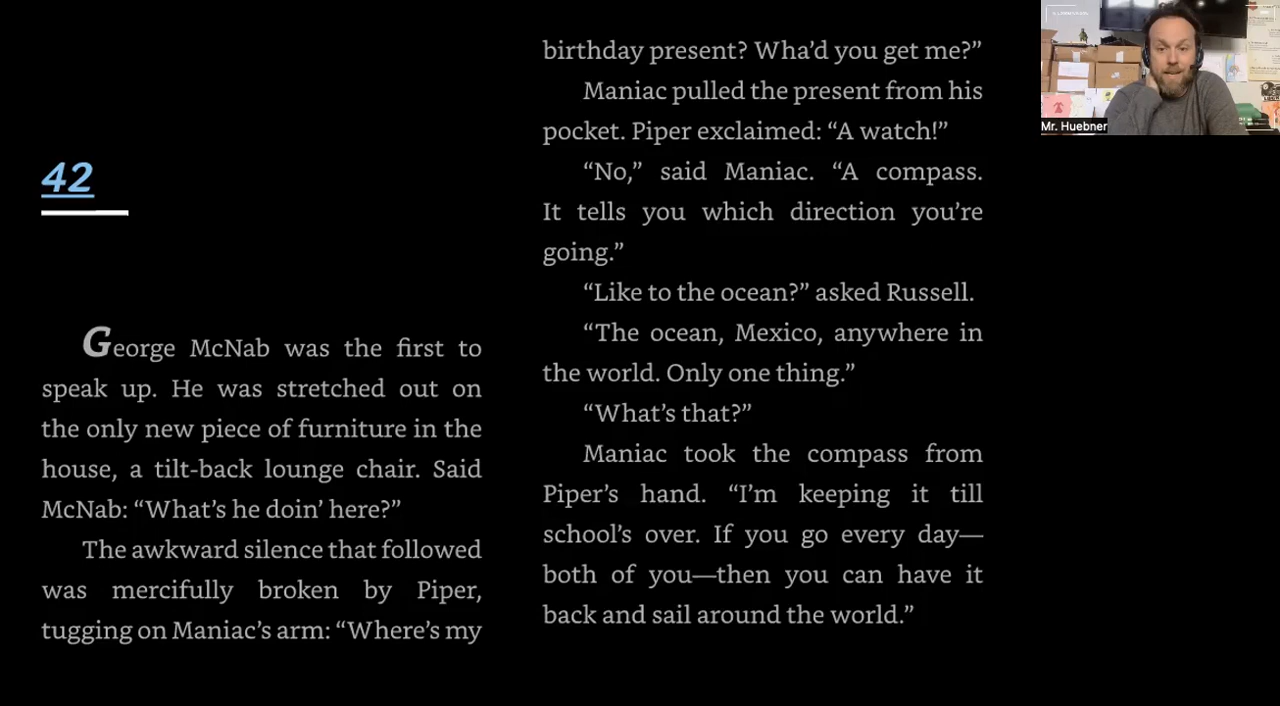 42
George McNab was the first to
speak up. He was stretched out on
the only new piece of furniture in the
house, a tilt-back lounge chair. Said
McNab: “What’s he doin’ here?”
The awkward silence that followed
was mercifully broken by Piper,
tugging on Maniac’s arm: “Where’s my
birthday present? Wha’d you get me?”
Maniac pulled the present from his
pocket. Piper exclaimed: “A watch!”
“No,” said Maniac. “A compass.
It tells you which direction you’re
going.”
“Like to the ocean?” asked Russell.
“The ocean, Mexico, anywhere in
the world. Only one thing.”
“What’s that?”
Maniac took the compass from
Piper’s hand. “I’m keeping it till
school’s over. If you go every day—
both of you—then you can have it
back and sail around the world.”
Mr. Huebner